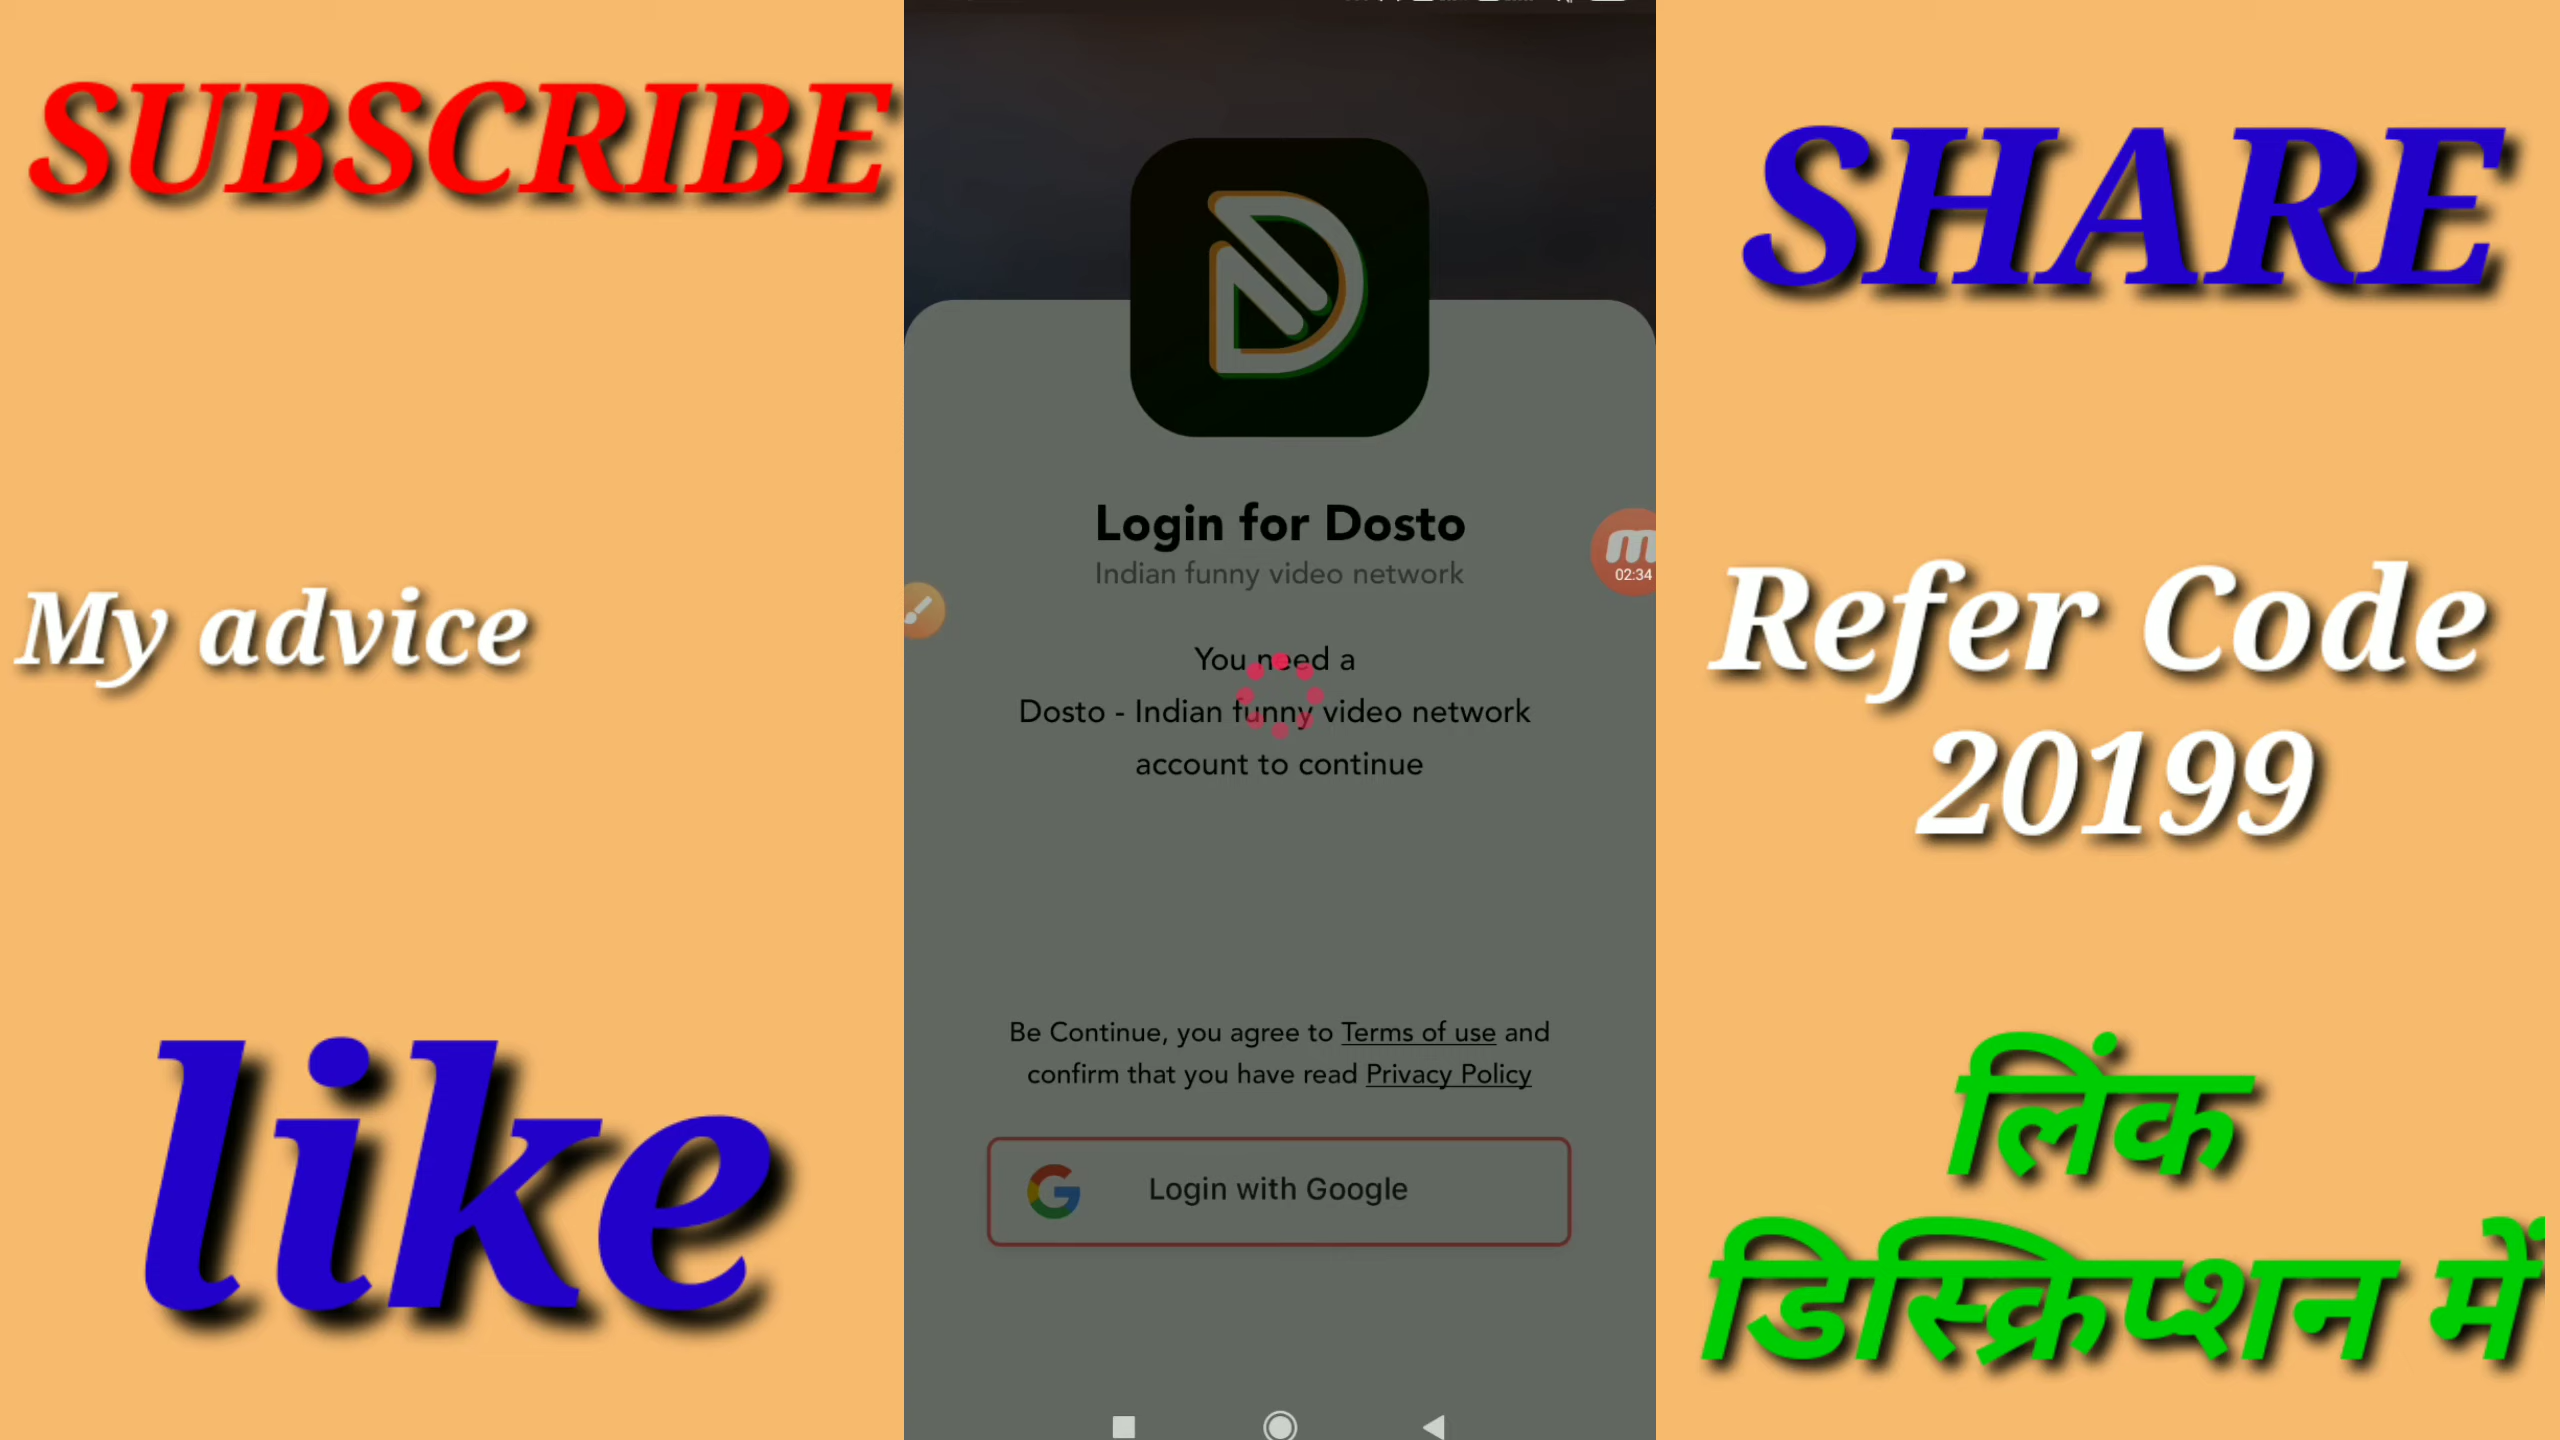 SUBSCRIBE
My advice
like
Login for Dosto
Indian funny video network
02:34
You need a
Dosto - Indian funny video network
account to continue
Be Continue, you agree to Terms of use and
confirm that you have read Privacy Policy
Login with Google
SHARE
Refer Code
20199
लिंक
डिस्क्रिप्शन में